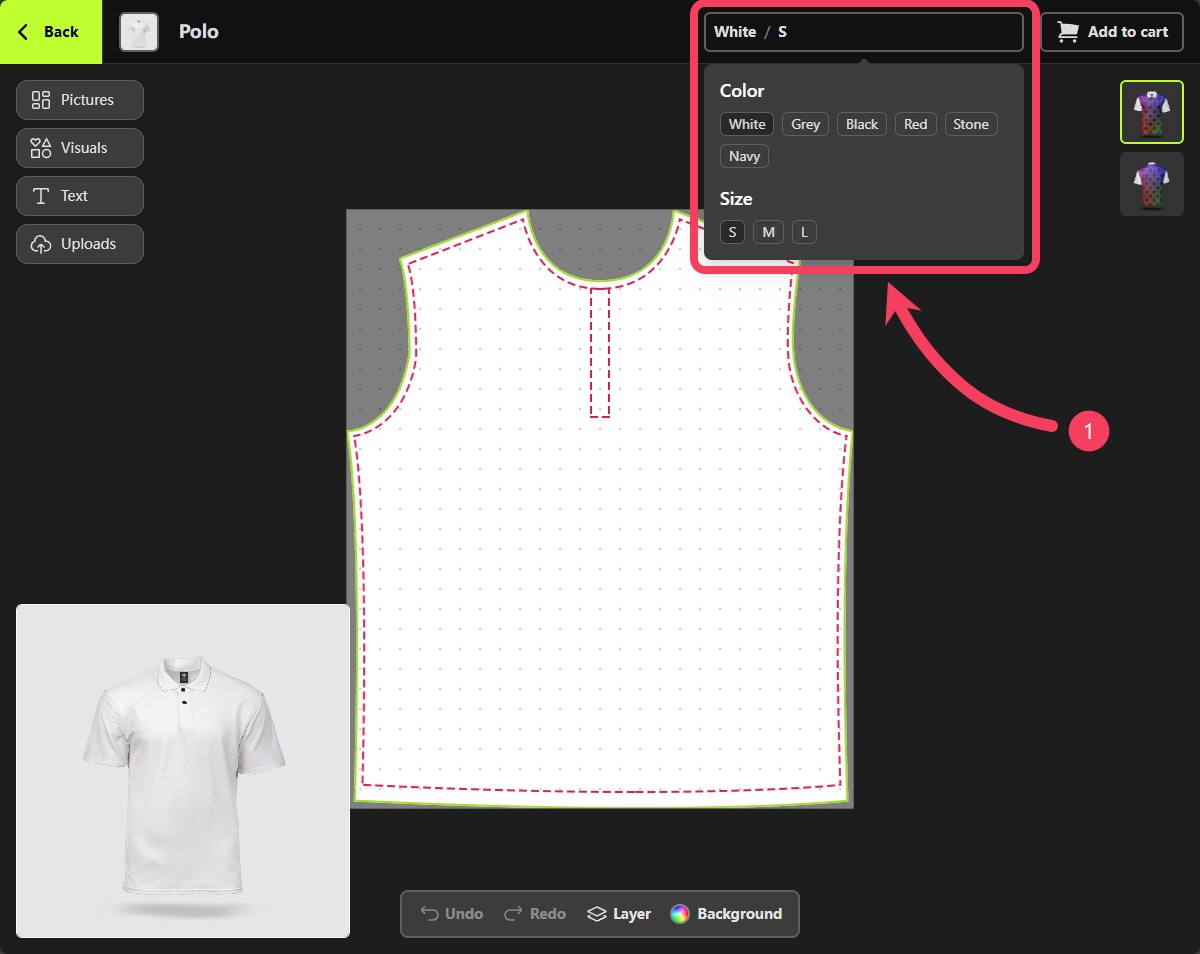 Back
Polo
White / S
Add to cart
Pictures
Visuals
Text
Uploads
Color
White Grey Black Red Stone
Navy
Size
S M L
1
Undo Redo Layer Background